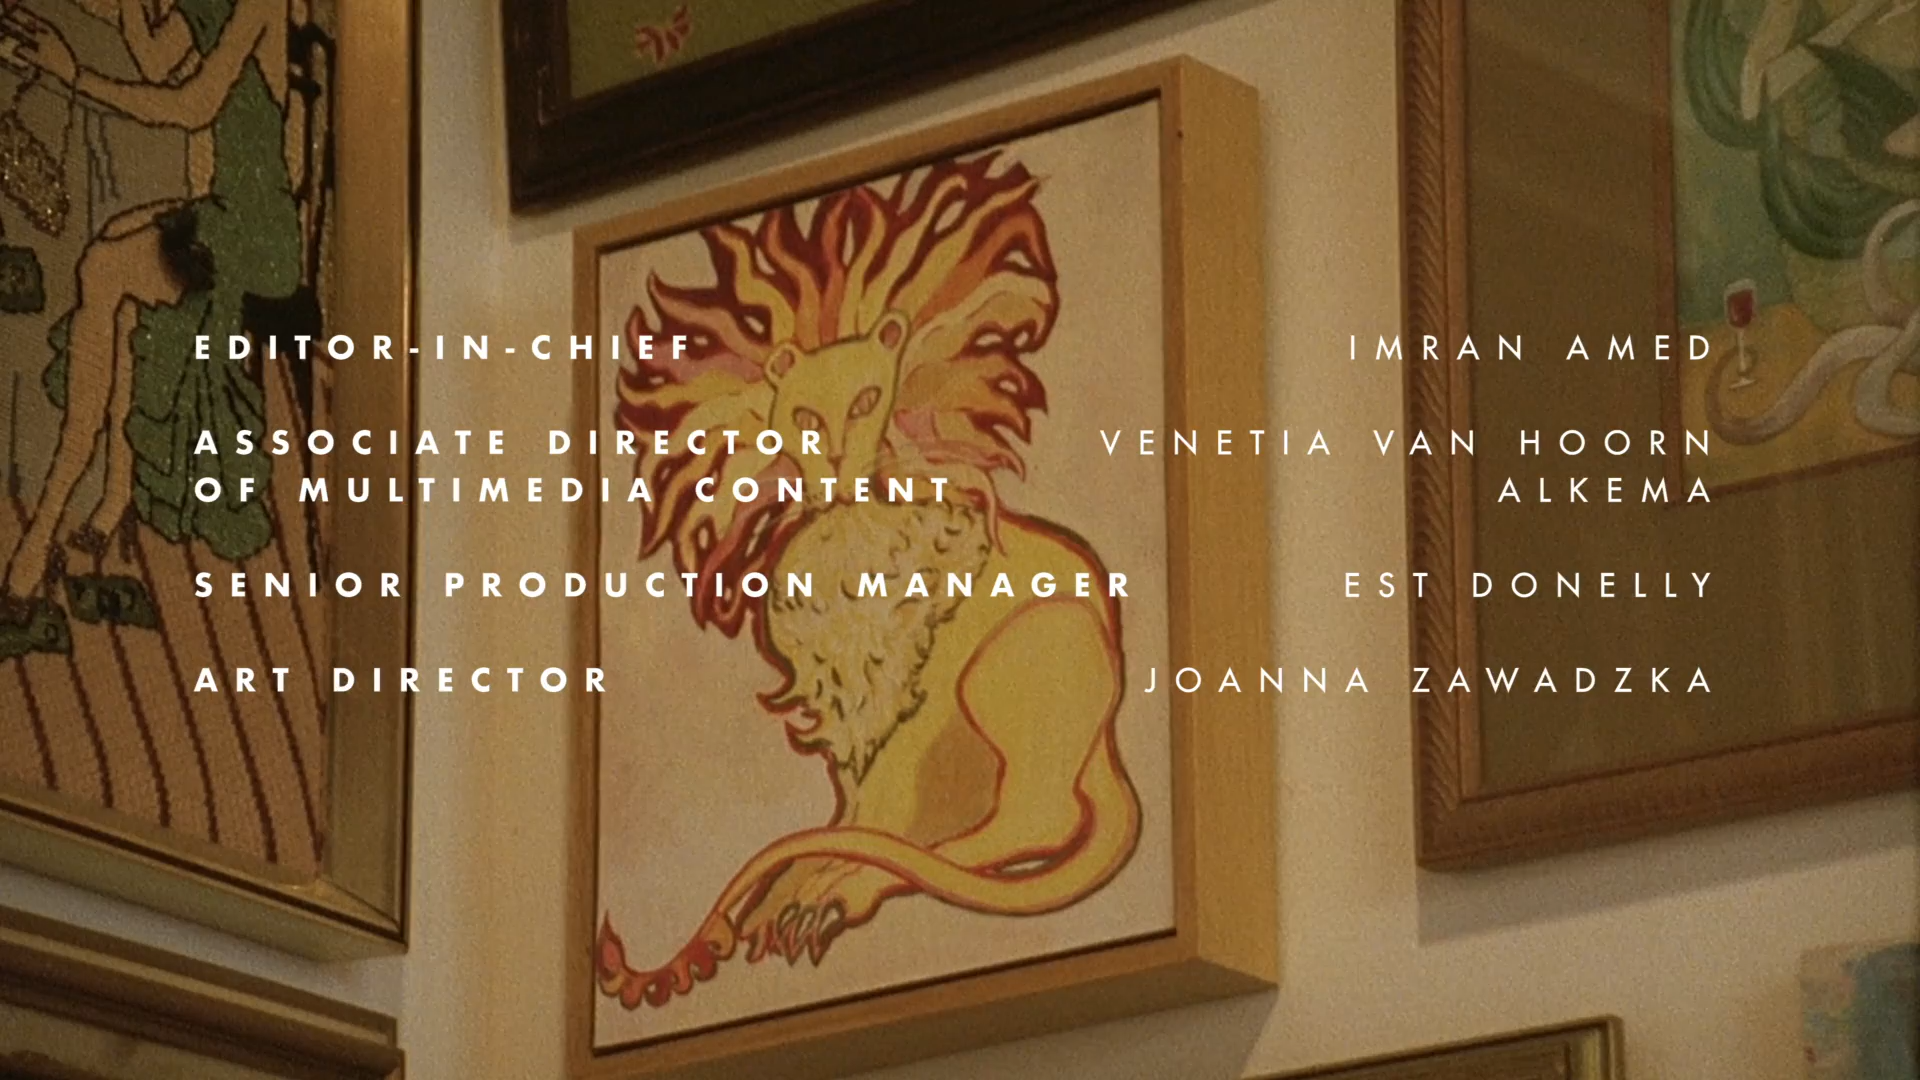 EDITOR-IN-CHIEF IMRAN AMED
ASSOCIATE DIRECTOR VENETIA VAN HOORN
OF MULTIMEDIA CONTENT ALKEMA
SENIOR PRODUCTION MANAGER EST DONELLY
ART DIRECTOR JOANNA ZAWADZKA